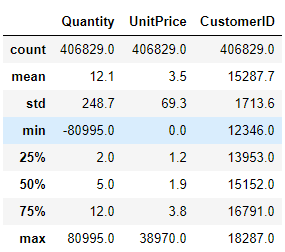 Quantity UnitPrice CustomerID
count 406829.0 406829.0 406829.0
mean 12.1 3.5 15287.7
std 248.7 69.3 1713.6
min -80995.0 0.0 12346.0
25% 2.0 1.2 13953.0
50% 5.0 1.9 15152.0
75% 12.0 3.8 16791.0
max 80995.0 38970.0 18287.0